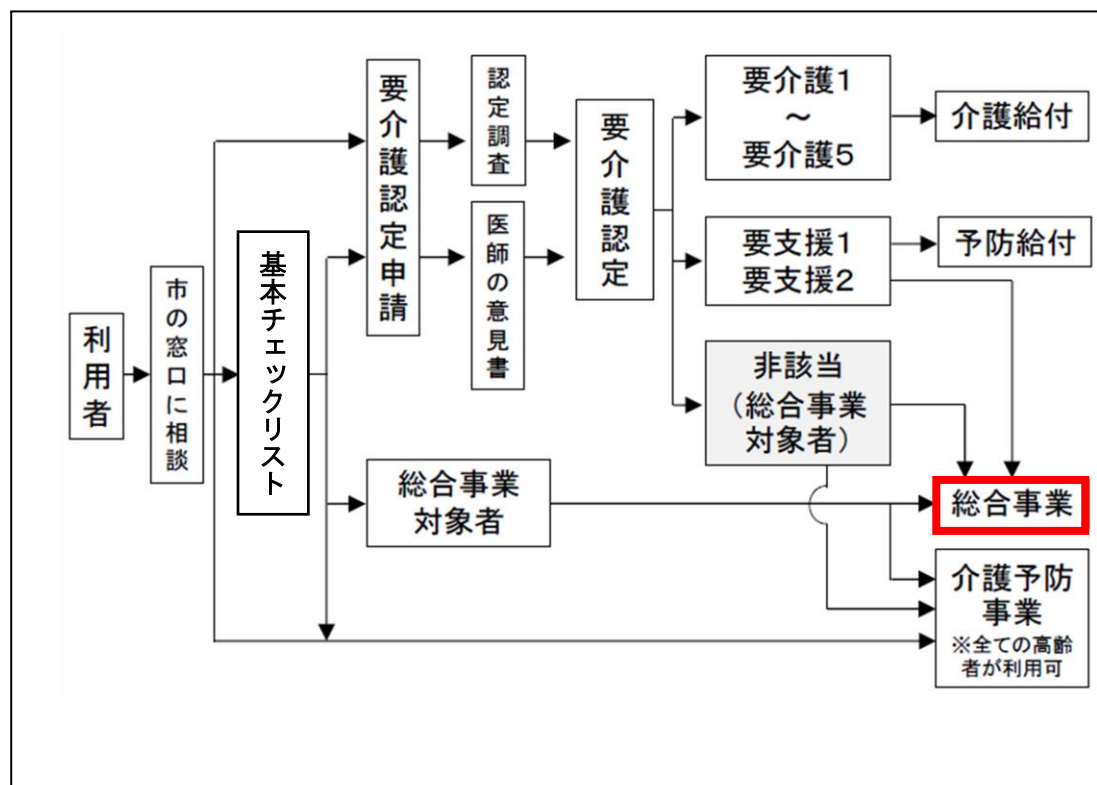 利用者
市の窓口に相談
基本チェックリスト
要介護認定申請
認定調査
医師の意見書
要介護認定
要介護1
～
要介護5
介護給付
要支援1
要支援2
予防給付
非該当
（総合事業
対象者）
総合事業
対象者
総合事業
介護予防
事業
※全ての高齢
者が利用可